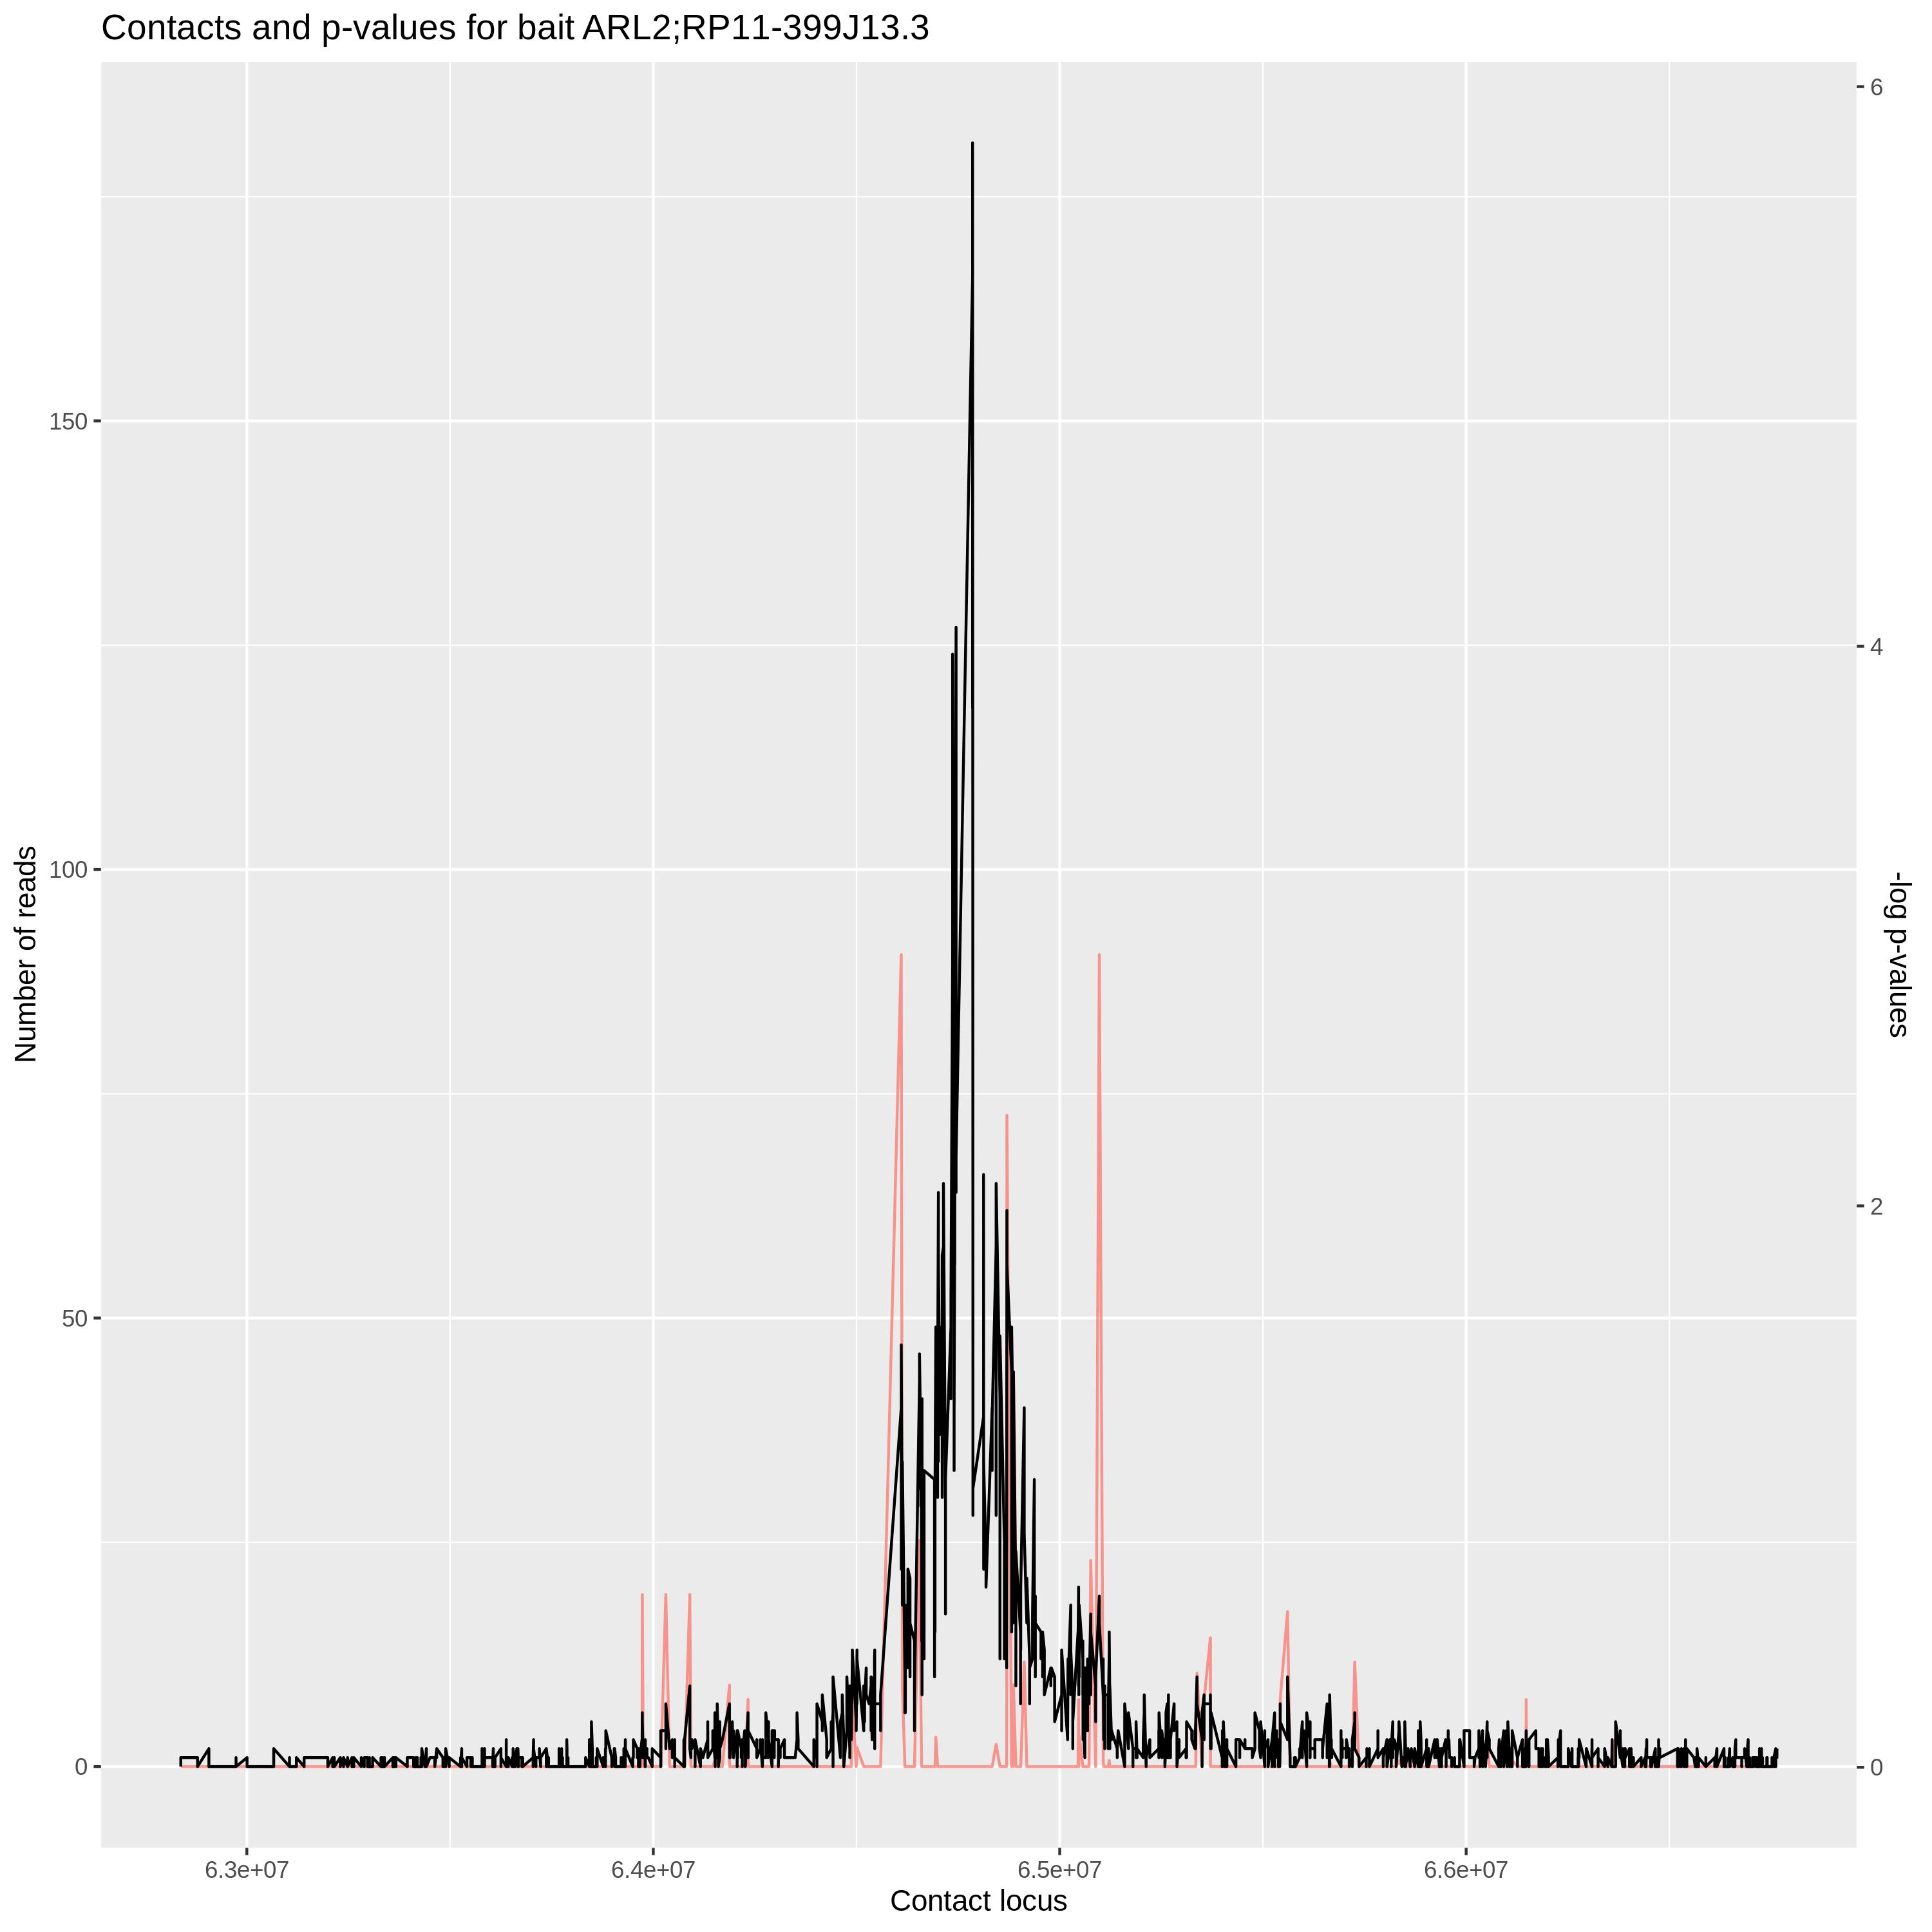 Contacts and p-values for bait ARL2;RP11-399J13.3
6
150
4
100
Number of reads
-log p-values
2
50
0
0
6.3e+07
6.4e+07
6.5e+07
6.6e+07
Contact locus